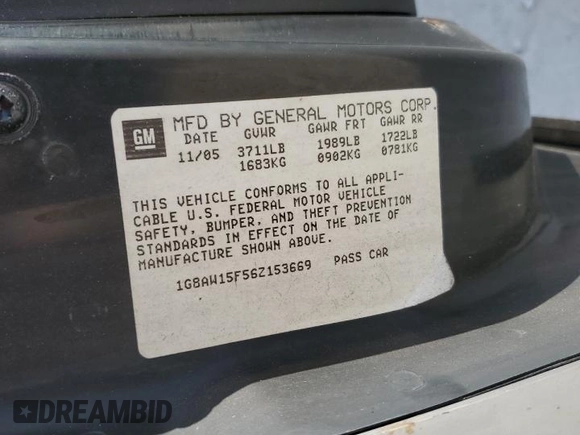 GM
MFD BY GENERAL MOTORS CORP.
DATE GVWR GAWR FRT GAWR RR
11/05 3711LB 1989LB 1722LB
1683KG 0902KG 0781KG
THIS VEHICLE CONFORMS TO ALL APPLI-
CABLE U.S. FEDERAL MOTOR VEHICLE
SAFETY, BUMPER, AND THEFT PREVENTION
STANDARDS IN EFFECT ON THE DATE OF
MANUFACTURE SHOWN ABOVE.
1G8AW15F56Z153669 PASS CAR
DREAMBID